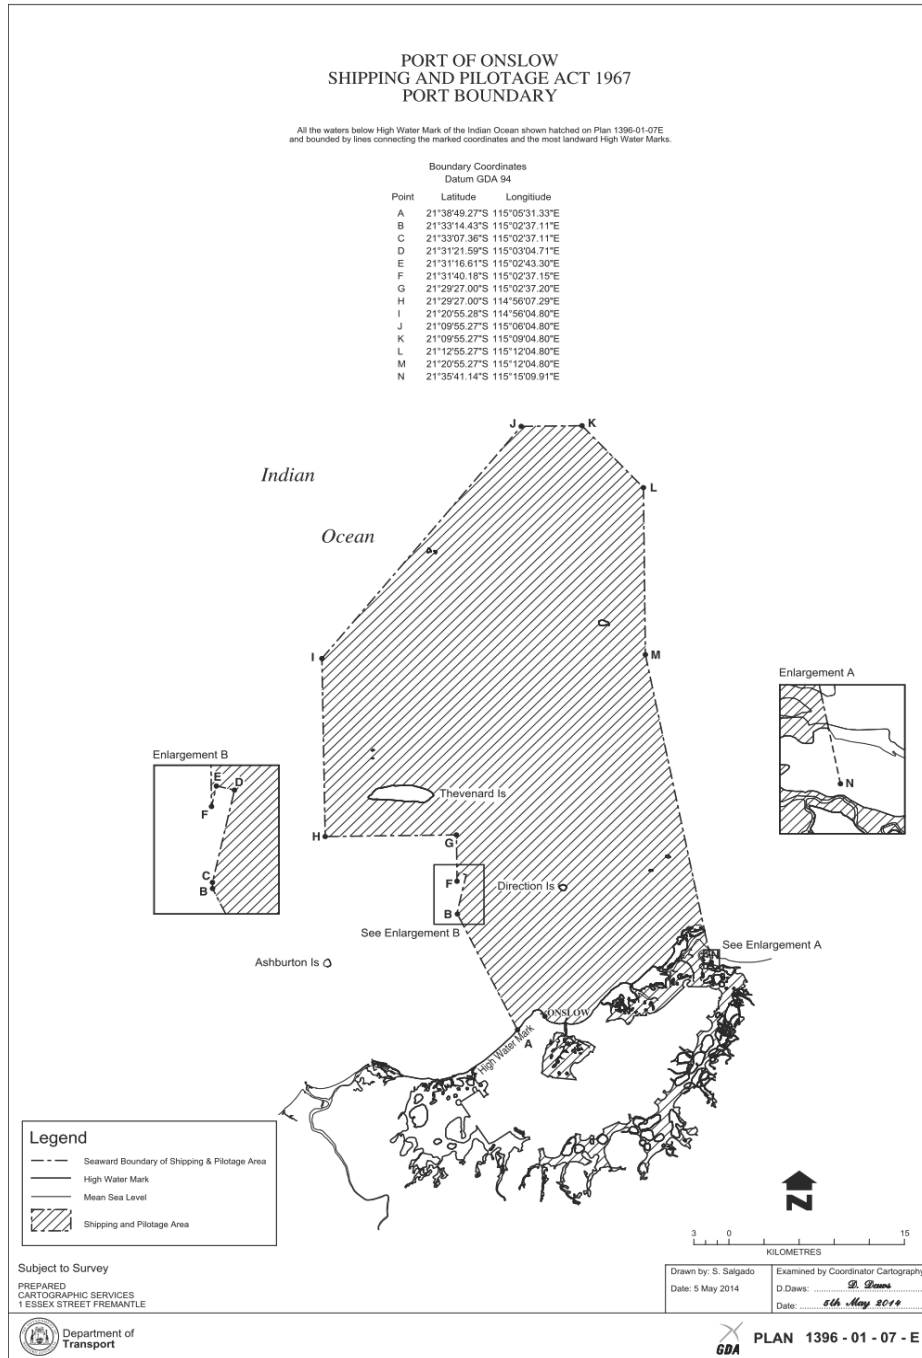 PORT OF ONSLOW
SHIPPING AND PILOTAGE ACT 1967
PORT BOUNDARY
All the waters below High Water Mark of the Indian Ocean shown hatched on Plan 1396-01-07E
and bounded by lines connecting the marked coordinates and the most landward High Water Marks.
Boundary Coordinates
Datum GDA 94
Point Latitude Longitiude
A 21°38'49.27"S 115°05'31.33"E
B 21°33'14.43"S 115°02'37.11"E
C 21°33'07.36"S 115°02'37.11"E
D 21°31'21.59"S 115°03'04.71"E
E 21°31'16.61"S 115°02'43.30"E
F 21°31'40.18"S 115°02'37.15"E
G 21°29'27.00"S 115°02'37.20"E
H 21°29'27.00"S 114°56'07.29"E
I 21°20'55.28"S 114°56'04.80"E
J 21°09'55.27"S 115°06'04.80"E
K 21°09'55.27"S 115°09'04.80"E
L 21°12'55.27"S 115°12'04.80"E
M 21°20'55.27"S 115°12'04.80"E
N 21°35'41.14"S 115°15'09.91"E
J
K
Indian
L
Ocean
I
M
Enlargement A
N
Enlargement B
E
D
F
C
B
Thevenard Is
H
G
F
Direction Is
B
See Enlargement B
See Enlargement A
N
Ashburton Is
ONSLOW
A
High Water Mark
Legend
Seaward Boundary of Shipping & Pilotage Area
High Water Mark
Mean Sea Level
Shipping and Pilotage Area
N
3 0 15
KILOMETRES
Subject to Survey
PREPARED
CARTOGRAPHIC SERVICES
1 ESSEX STREET FREMANTLE
Drawn by: S. Salgado
Date: 5 May 2014
Examined by Coordinator Cartography
D.Daws: D. Daws
Date: 5th May 2014
Department of
Transport
GDA
PLAN 1396 - 01 - 07 - E